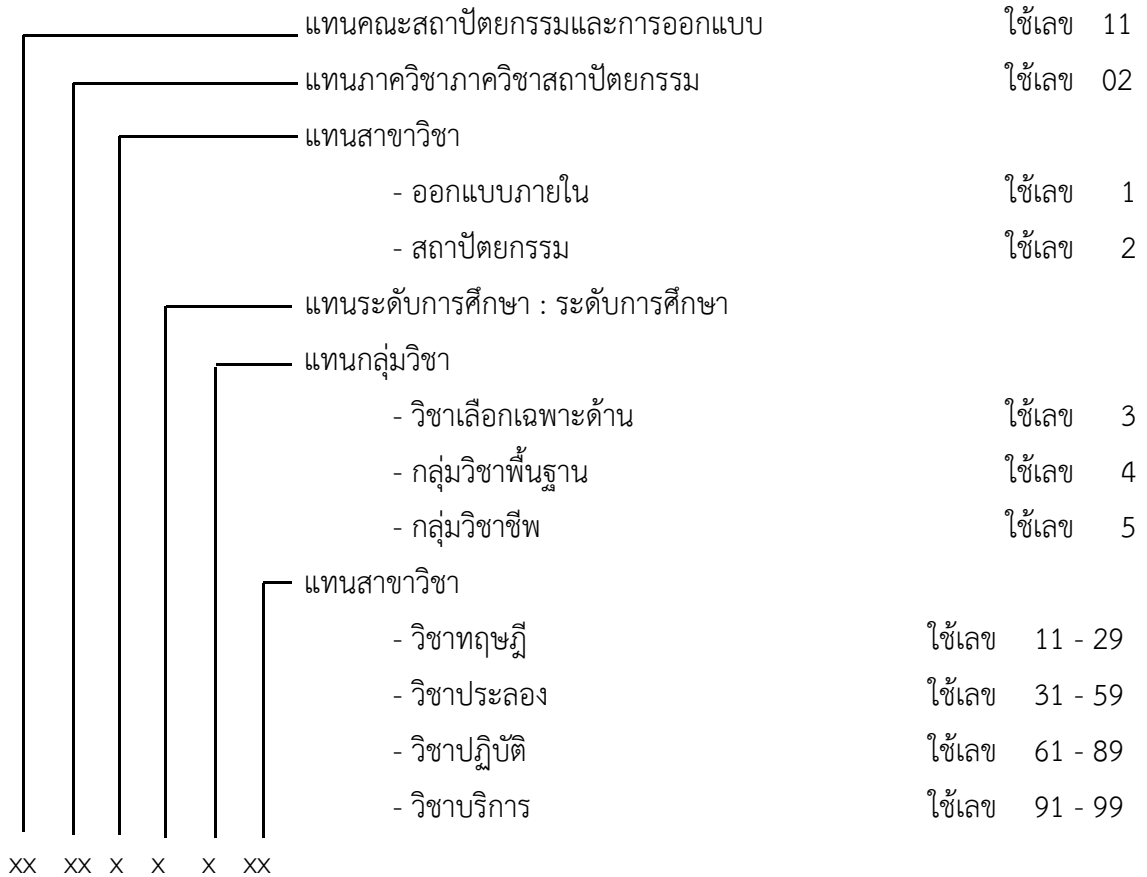 แทนคณะสถาปัตยกรรมและการออกแบบ ใช้เลข 11
แทนภาควิชาภาควิชาสถาปัตยกรรม ใช้เลข 02
แทนสาขาวิชา
- ออกแบบภายใน ใช้เลข 1
- สถาปัตยกรรม ใช้เลข 2
แทนระดับการศึกษา : ระดับการศึกษา
แทนกลุ่มวิชา
- วิชาเลือกเฉพาะด้าน ใช้เลข 3
- กลุ่มวิชาพื้นฐาน ใช้เลข 4
- กลุ่มวิชาชีพ ใช้เลข 5
แทนสาขาวิชา
- วิชาทฤษฎี ใช้เลข 11 - 29
- วิชาประลอง ใช้เลข 31 - 59
- วิชาปฏิบัติ ใช้เลข 61 - 89
- วิชาบริการ ใช้เลข 91 - 99
xx xx x x x xx